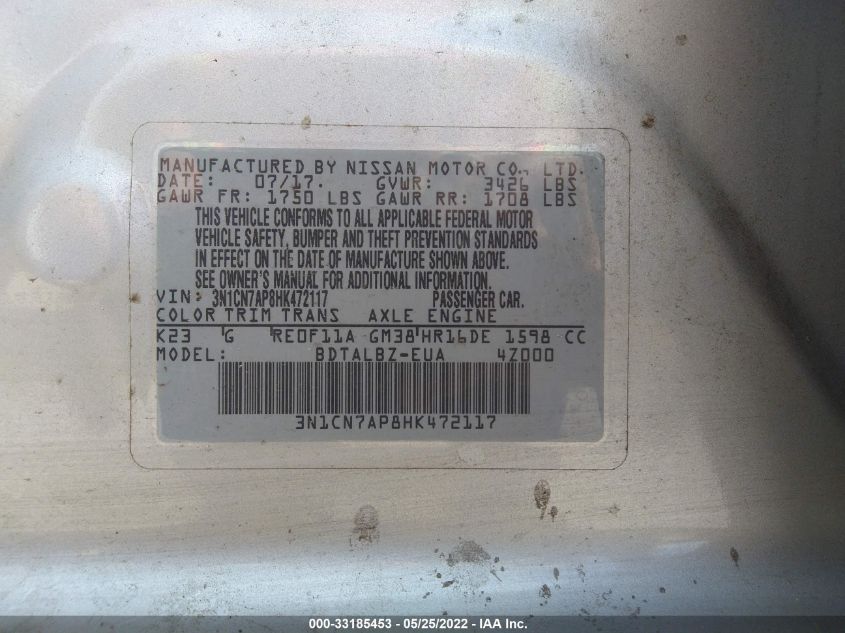 MANUFACTURED BY NISSAN MOTOR CO., LTD.
DATE: 07/17. GVWR: 3426 LBS
GAWR FR: 1750 LBS GAWR RR: 1708 LBS
THIS VEHICLE CONFORMS TO ALL APPLICABLE FEDERAL MOTOR
VEHICLE SAFETY, BUMPER AND THEFT PREVENTION STANDARDS
IN EFFECT ON THE DATE OF MANUFACTURE SHOWN ABOVE.
SEE OWNER'S MANUAL FOR ADDITIONAL INFORMATION.
VIN: 3N1CN7AP8HK472117 PASSENGER CAR.
COLOR TRIM TRANS AXLE ENGINE
K23 G RE0F11A GM38 HR16DE 1598 CC
MODEL: BDTALBZ-EUA 4Z000
3N1CN7AP8HK472117
000-33185453 - 05/25/2022 - IAA Inc.